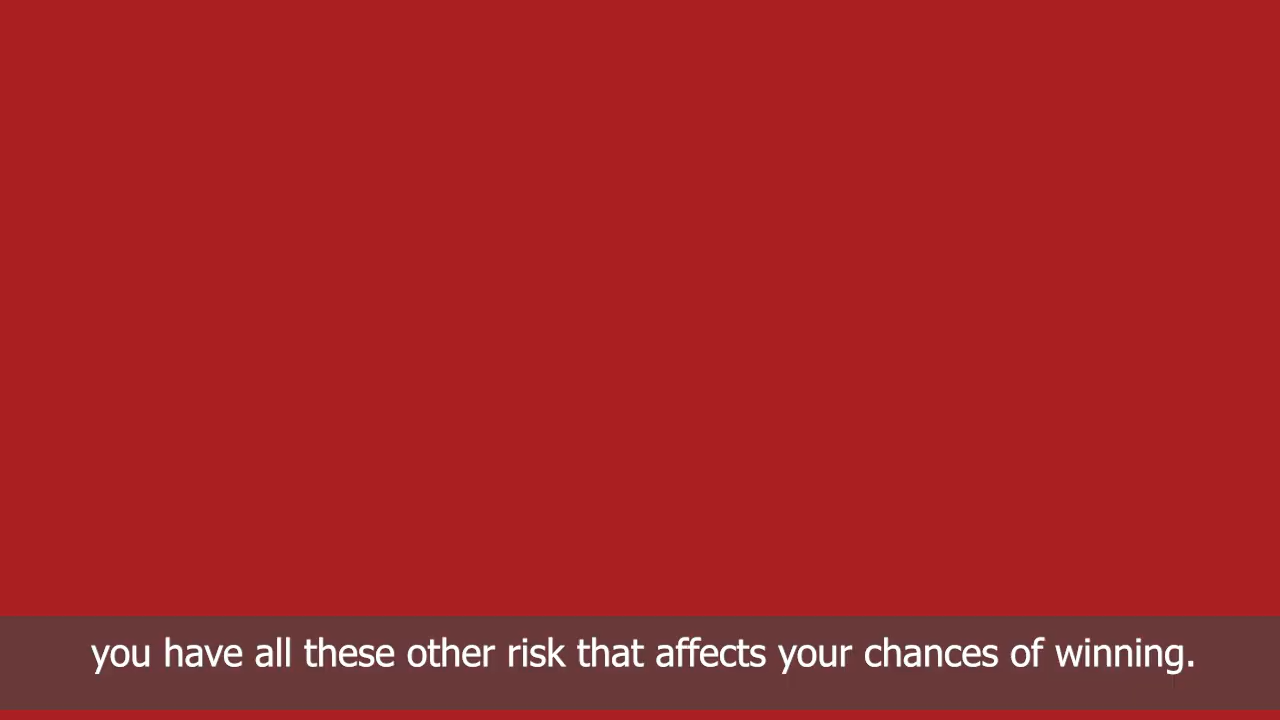 you have all these other risk that affects your chances of winning.